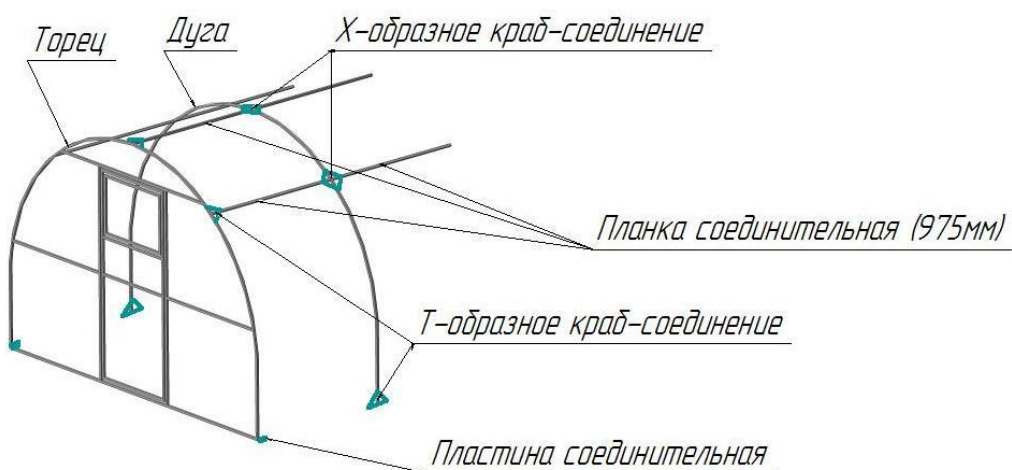 Торец
Дуга
Х-образное краб-соединение
Планка соединительная (975мм)
Т-образное краб-соединение
Пластина соединительная